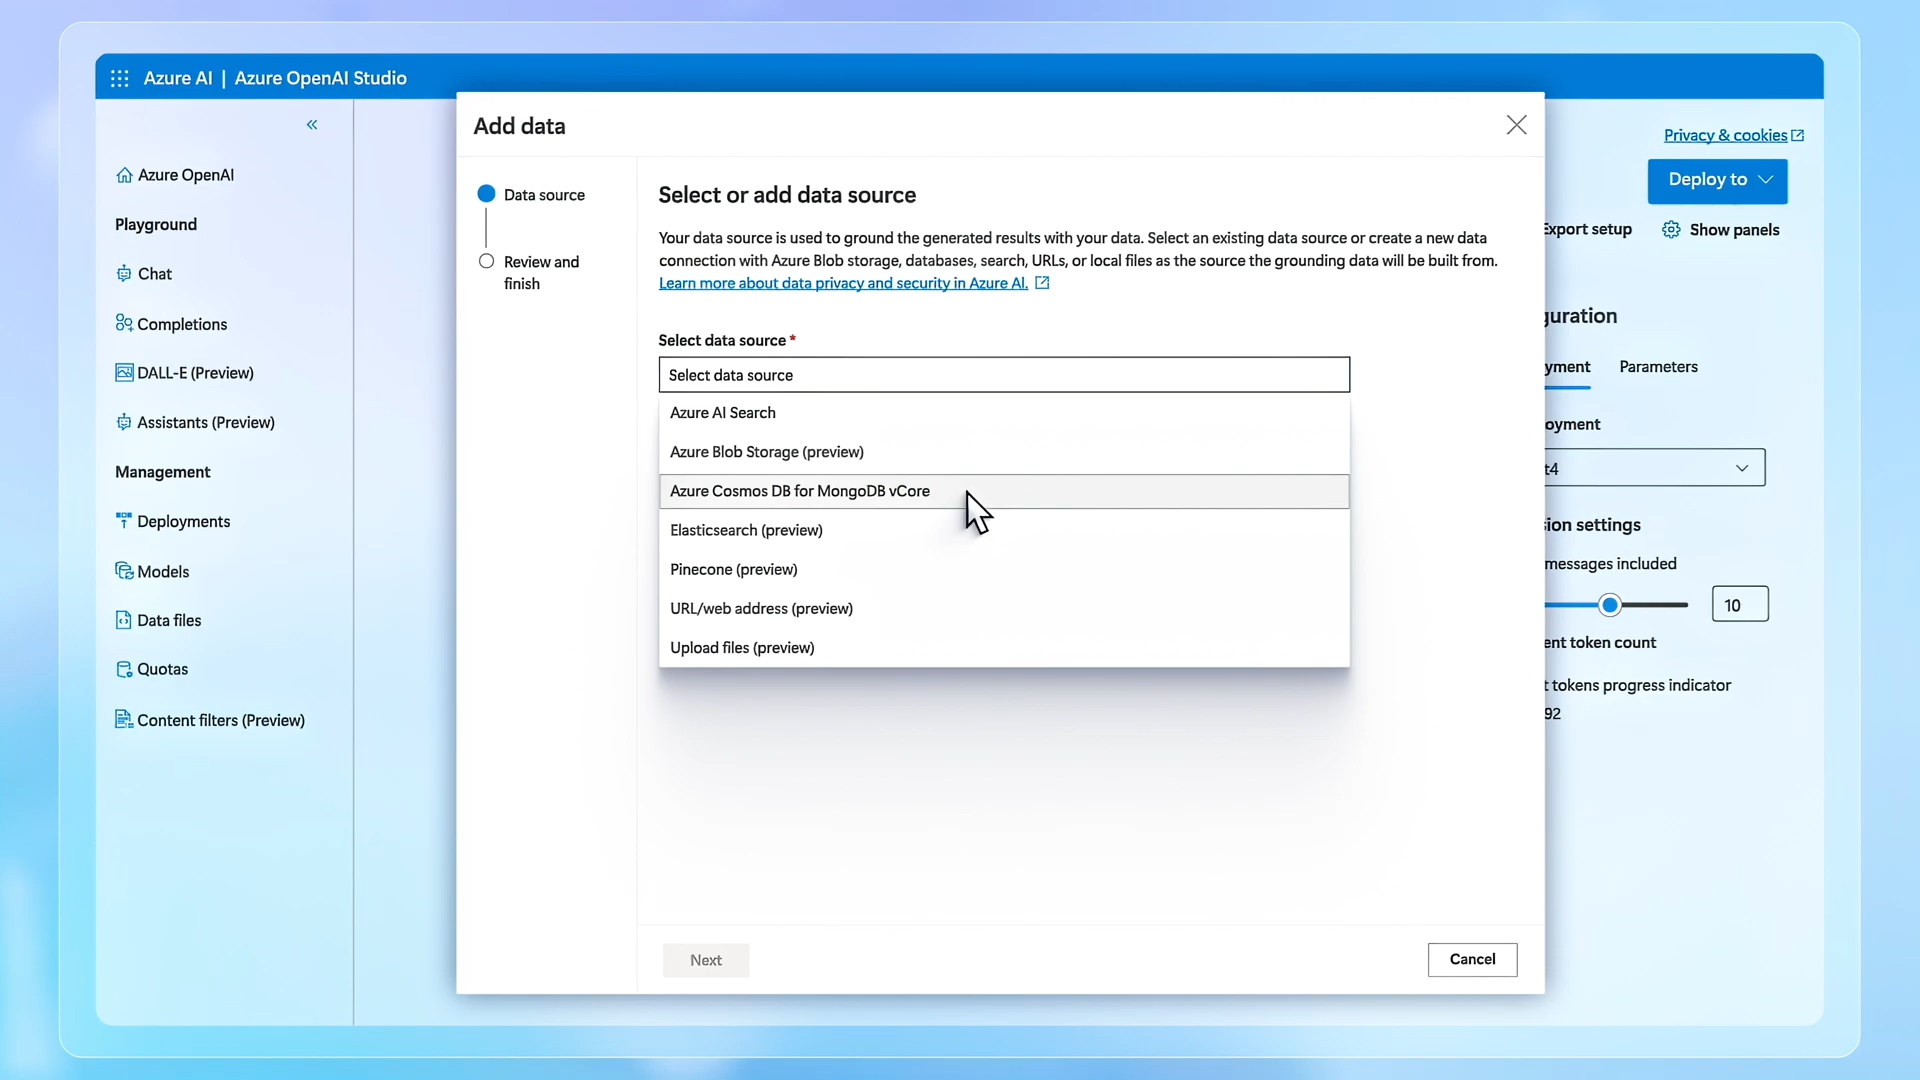 Azure AI | Azure OpenAI Studio
Azure OpenAI
Playground
Chat
Completions
DALL-E (Preview)
Assistants (Preview)
Management
Deployments
Models
Data files
Quotas
Content filters (Preview)
Add data
Data source
Review and
finish
Select or add data source
Your data source is used to ground the generated results with your data. Select an existing data source or create a new data
connection with Azure Blob storage, databases, search, URLs, or local files as the source the grounding data will be built from.
Learn more about data privacy and security in Azure AI.
Select data source *
Select data source
Azure AI Search
Azure Blob Storage (preview)
Azure Cosmos DB for MongoDB vCore
Elasticsearch (preview)
Pinecone (preview)
URL/web address (preview)
Upload files (preview)
Next
Cancel
Privacy & cookies
Deploy to
Export setup
Show panels
guration
yment
Parameters
oyment
t4
ion settings
messages included
10
ent token count
t tokens progress indicator
92